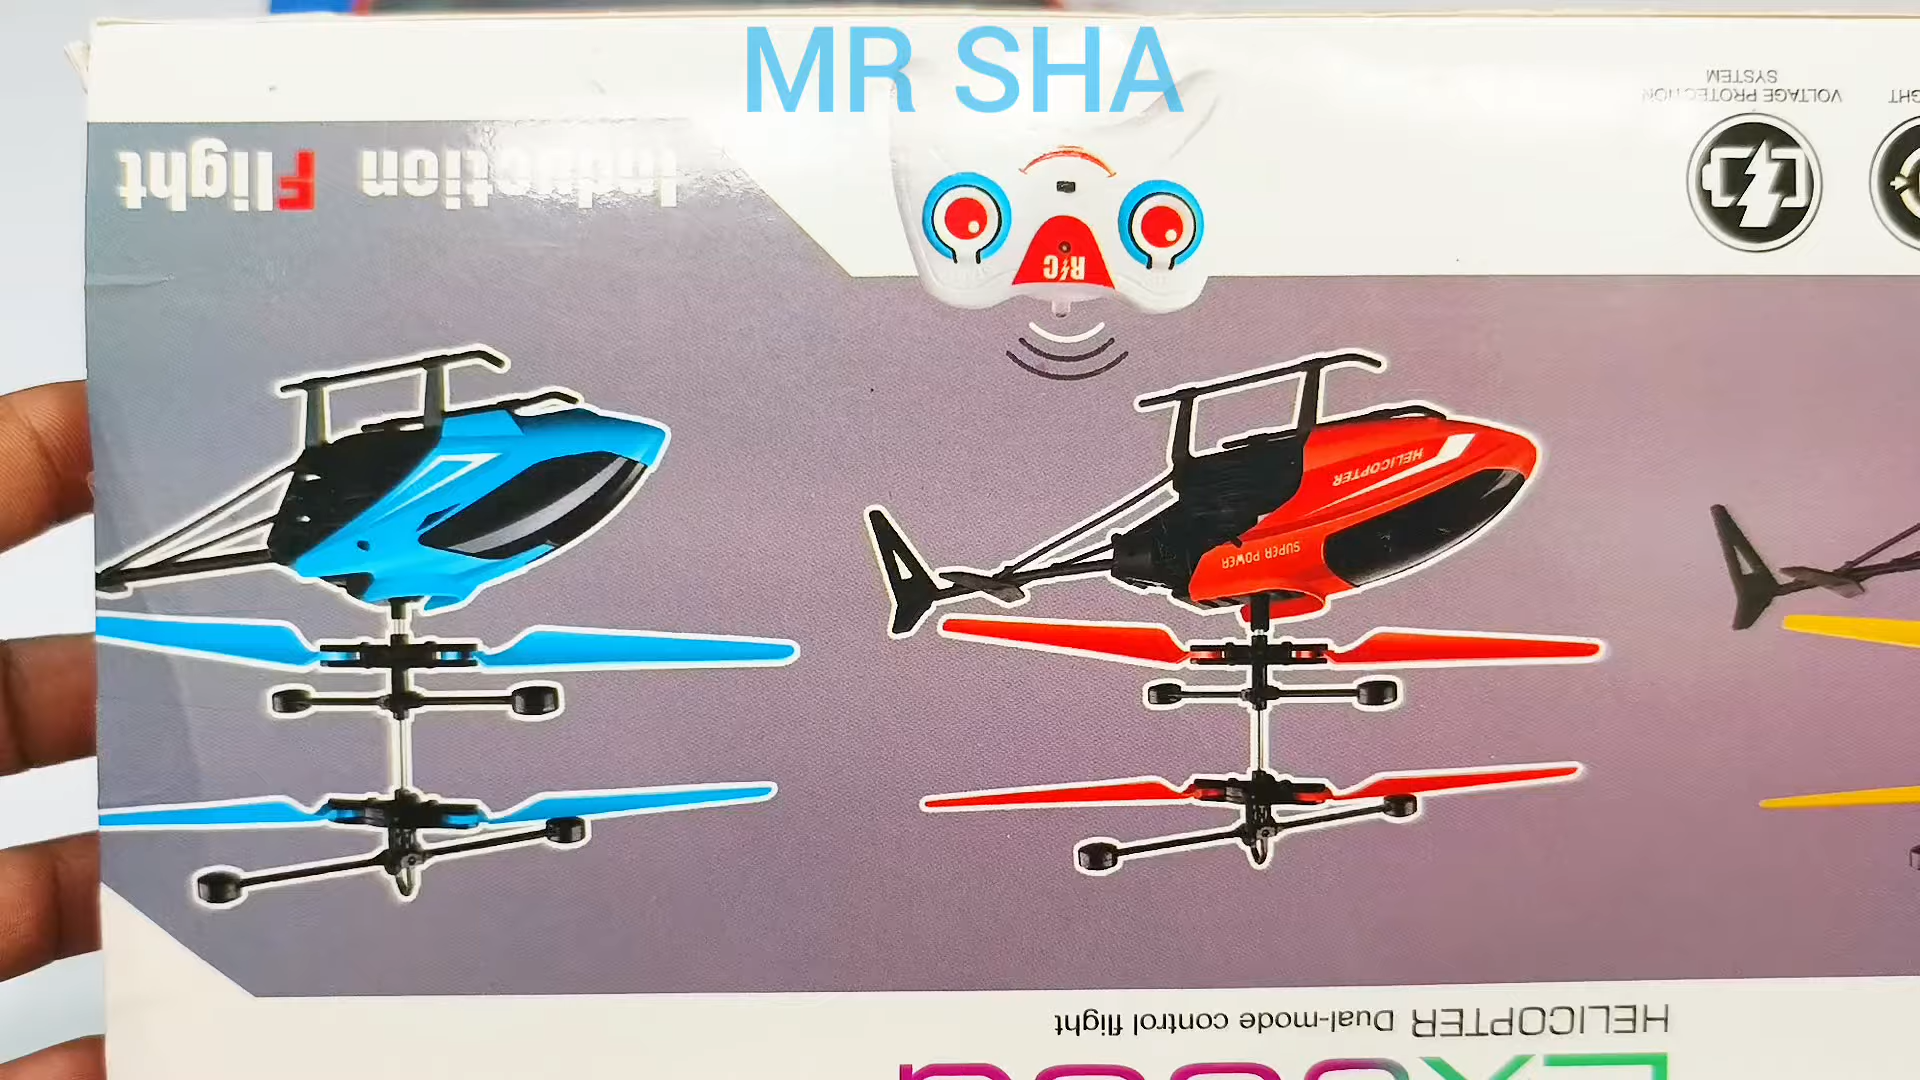 MR SHA
VOLTAGE PROTECTION
SYSTEM
Induction Flight
R/C
HELICOPTER
SUPER POWER
HELICOPTER Dual-mode control flight